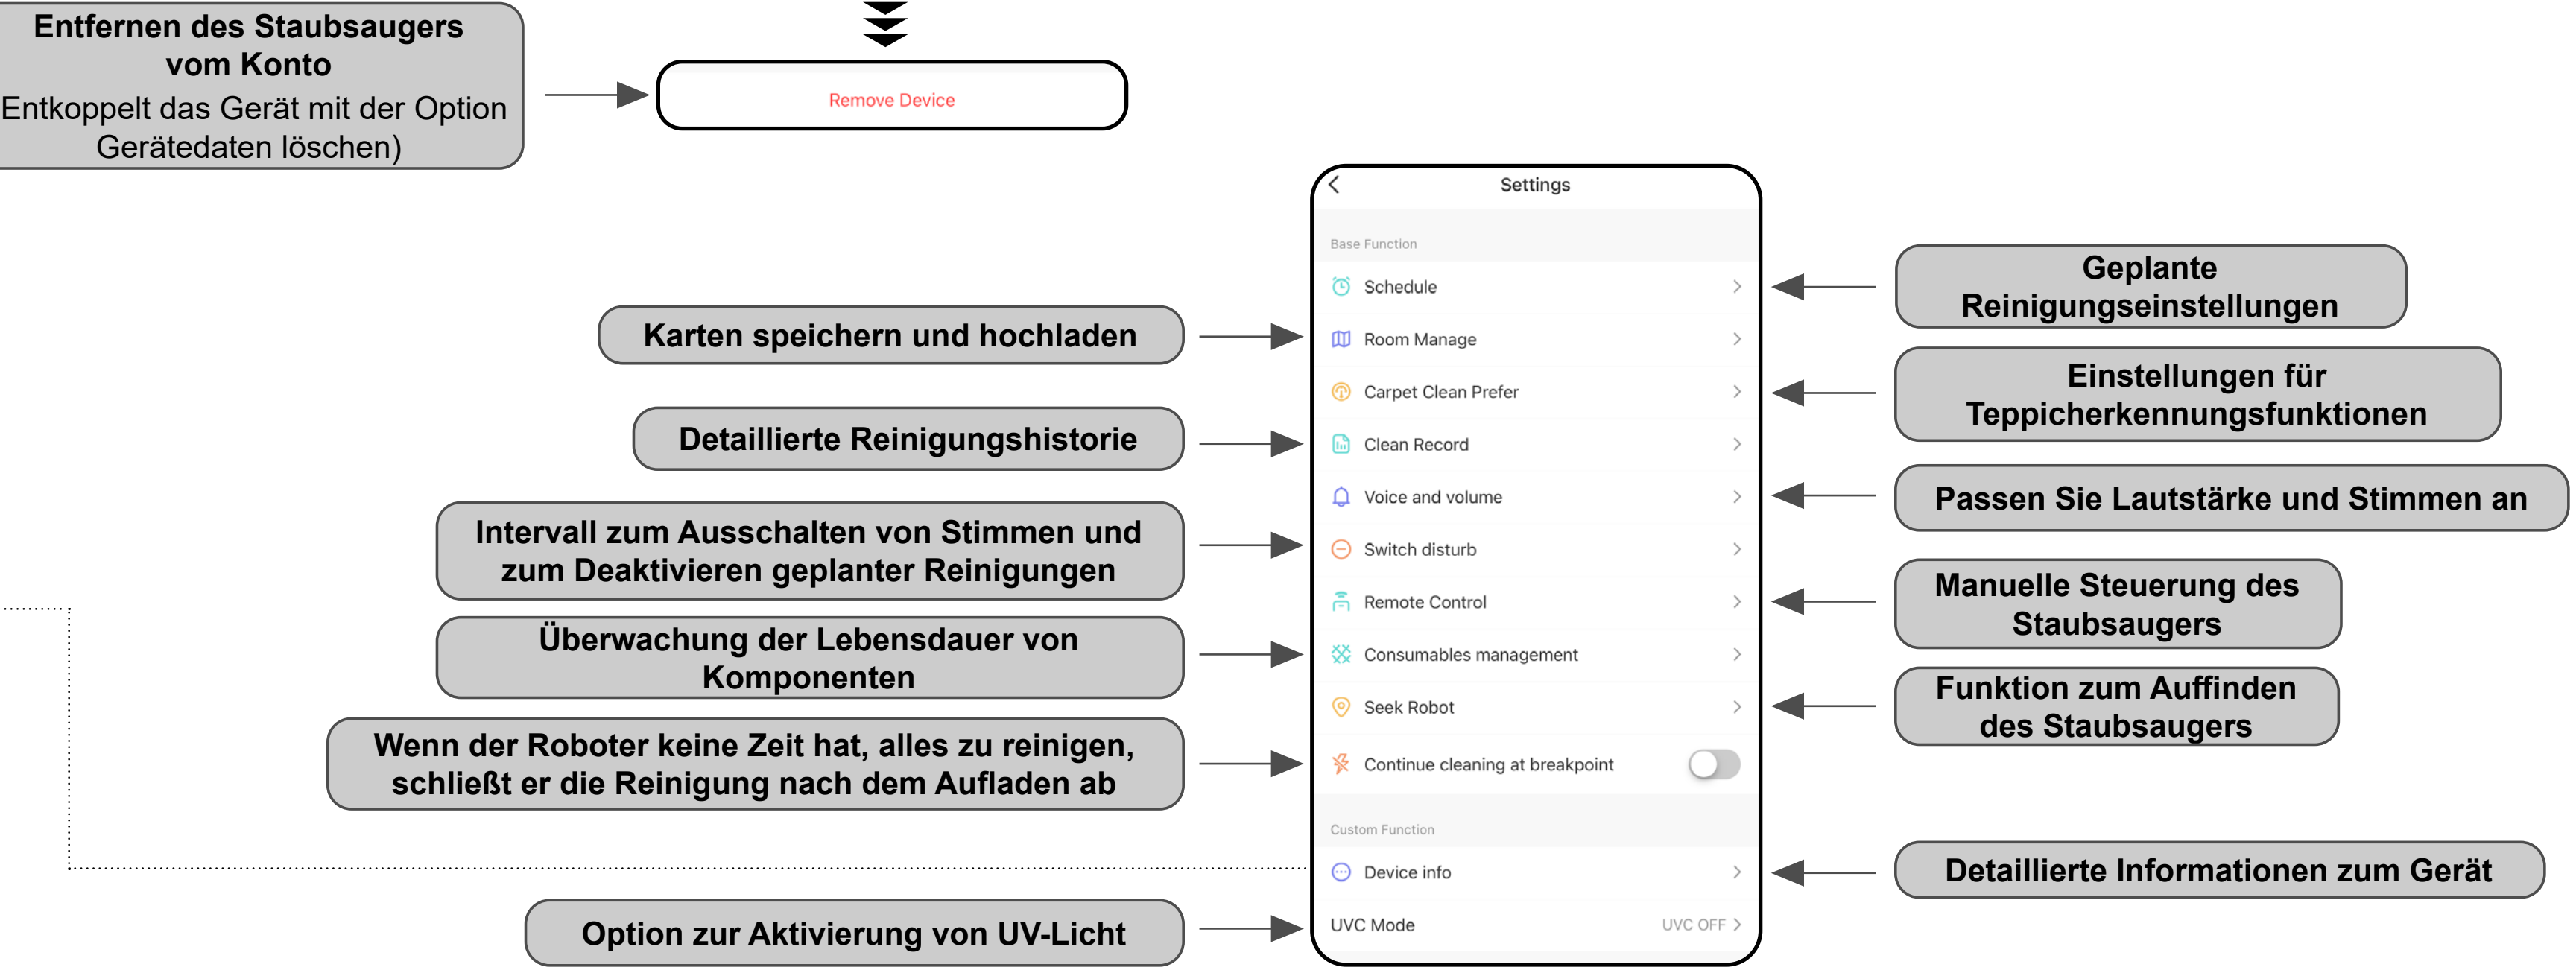 Entfernen des Staubsaugers
vom Konto
Entkoppelt das Gerät mit der Option
Gerätedaten löschen)
Remove Device
Settings
Base Function
Schedule
Room Manage
Carpet Clean Prefer
Clean Record
Voice and volume
Switch disturb
Remote Control
Consumables management
Seek Robot
Continue cleaning at breakpoint
Custom Function
Device info
UVC Mode
UVC OFF
Karten speichern und hochladen
Detaillierte Reinigungshistorie
Intervall zum Ausschalten von Stimmen und
zum Deaktivieren geplanter Reinigungen
Überwachung der Lebensdauer von
Komponenten
Wenn der Roboter keine Zeit hat, alles zu reinigen,
schließt er die Reinigung nach dem Aufladen ab
Option zur Aktivierung von UV-Licht
Geplante
Reinigungseinstellungen
Einstellungen für
Teppicherkennungsfunktionen
Passen Sie Lautstärke und Stimmen an
Manuelle Steuerung des
Staubsaugers
Funktion zum Auffinden
des Staubsaugers
Detaillierte Informationen zum Gerät